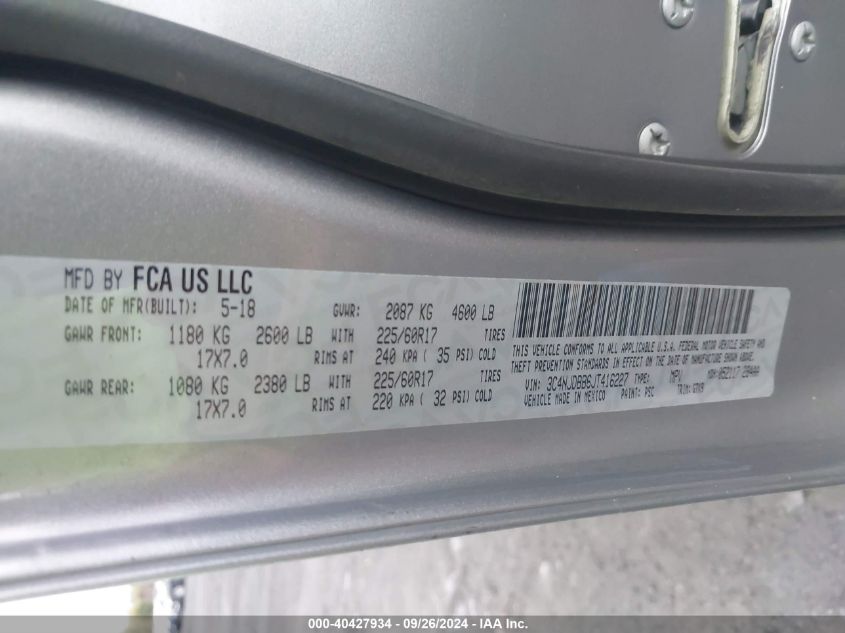 MFD BY FCA US LLC
DATE OF MFR(BUILT): 5-18 GVWR: 2087 KG 4600 LB
GAWR FRONT: 1180 KG 2600 LB WITH 225/60R17 TIRES
17X7.0 RIMS AT 240 KPA ( 35 PSI) COLD
GAWR REAR: 1080 KG 2380 LB WITH 225/60R17 TIRES
17X7.0 RIMS AT 220 KPA ( 32 PSI) COLD
THIS VEHICLE CONFORMS TO ALL APPLICABLE U.S.A. FEDERAL MOTOR VEHICLE SAFETY AND
THEFT PREVENTION STANDARDS IN EFFECT ON THE DATE OF MANUFACTURE SHOWN ABOVE.
VIN: 3C4NJDBB6JT416227 TYPE: MPV MDH: 052117
VEHICLE MADE IN MEXICO PAINT: PSC TRIM:
000-40427934 - 09/26/2024 - IAA Inc.